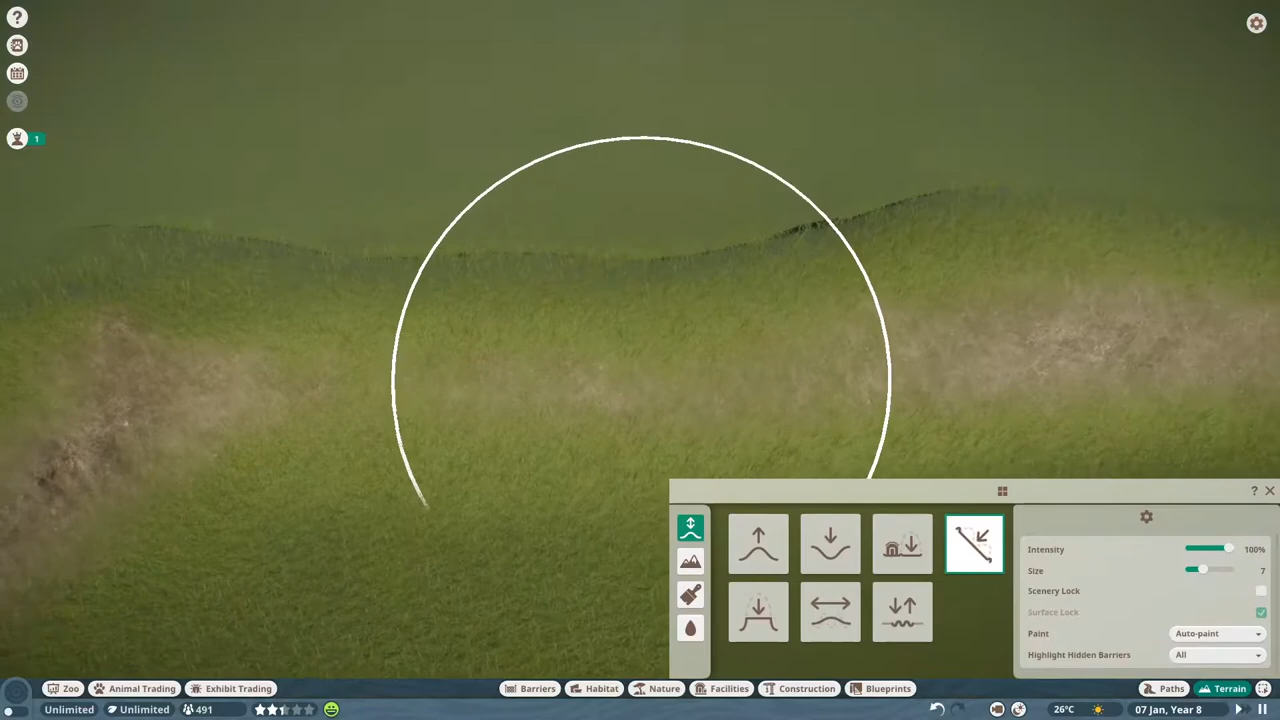 ?
1
? 
Intensity 100%
Size 7
Scenery Lock
Surface Lock
Paint Auto-paint
Highlight Hidden Barriers All
Zoo Animal Trading Exhibit Trading Barriers Habitat Nature Facilities Construction Blueprints Paths Terrain
Unlimited Unlimited 491 26°C 07 Jan, Year 8